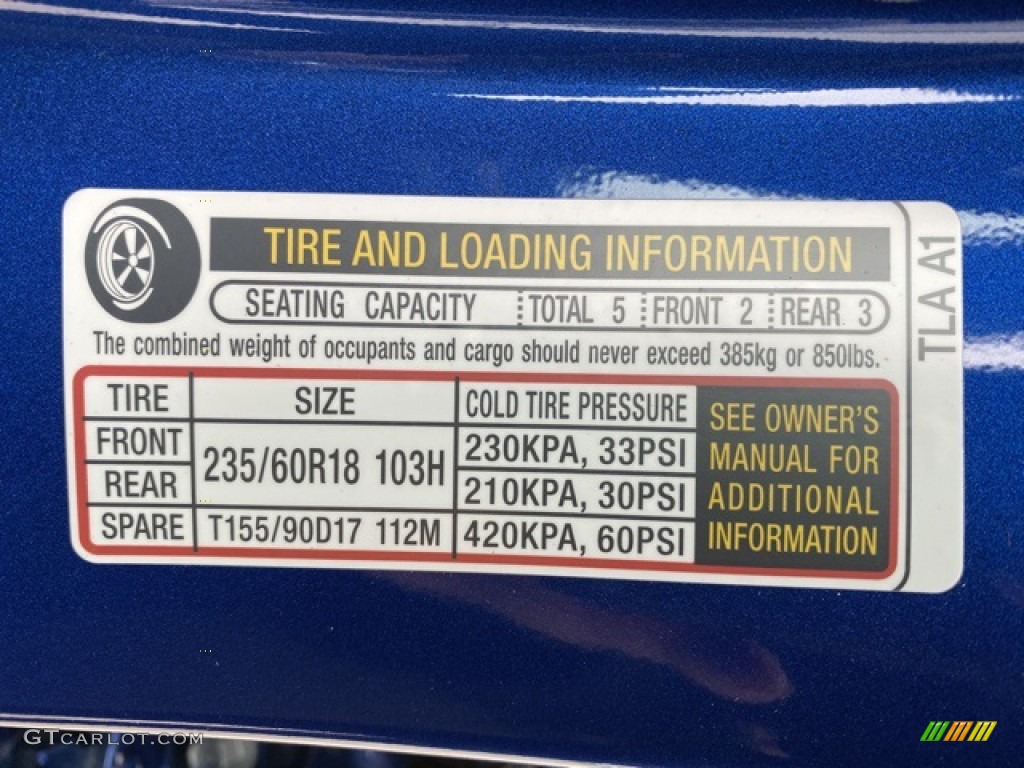 TIRE AND LOADING INFORMATION
SEATING CAPACITY TOTAL 5 FRONT 2 REAR 3
The combined weight of occupants and cargo should never exceed 385kg or 850lbs.
TIRE SIZE COLD TIRE PRESSURE
FRONT 235/60R18 103H 230KPA, 33PSI
REAR 210KPA, 30PSI
SPARE T155/90D17 112M 420KPA, 60PSI
SEE OWNER'S
MANUAL FOR
ADDITIONAL
INFORMATION
TLA A1
GTCARLOT.COM